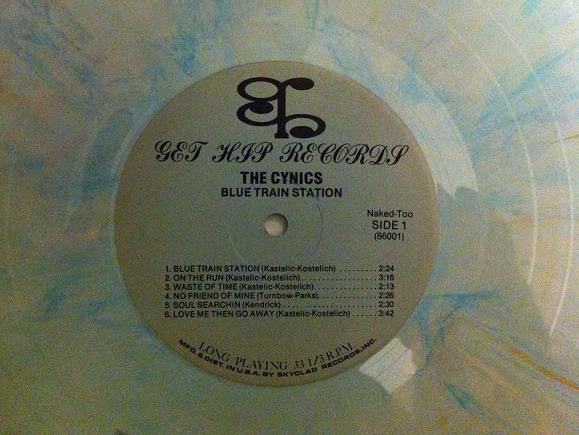 GET HIP RECORDS
THE CYNICS
BLUE TRAIN STATION
Naked-Too
SIDE 1
(86001)
1. BLUE TRAIN STATION (Kastelic-Kostelich) . . . . . . . . . 2:24
2. ON THE RUN (Kastelic-Kostelich) . . . . . . . . . . . . . . . . . . 3:16
3. WASTE OF TIME (Kastelic-Kostelich) . . . . . . . . . . . . . . 2:13
4. NO FRIEND OF MINE (Turnbow-Parks). . . . . . . . . . . . . . 2:26
5. SOUL SEARCHIN (Kendrick) . . . . . . . . . . . . . . . . . . . . . . 2:30
6. LOVE ME THEN GO AWAY (Kastelic-Kostelich) . . . . . . 3:42
LONG PLAYING 33 1/3 RPM
MFD. & DIST. IN U.S.A. BY SKYCLAD RECORDS, INC.